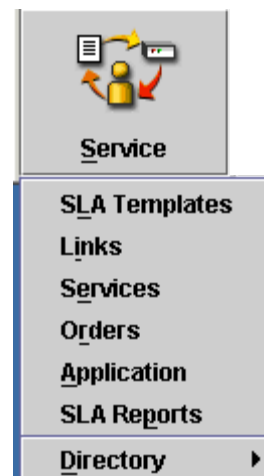 Service
SLA Templates
Links
Services
Orders
Application
SLA Reports
Directory